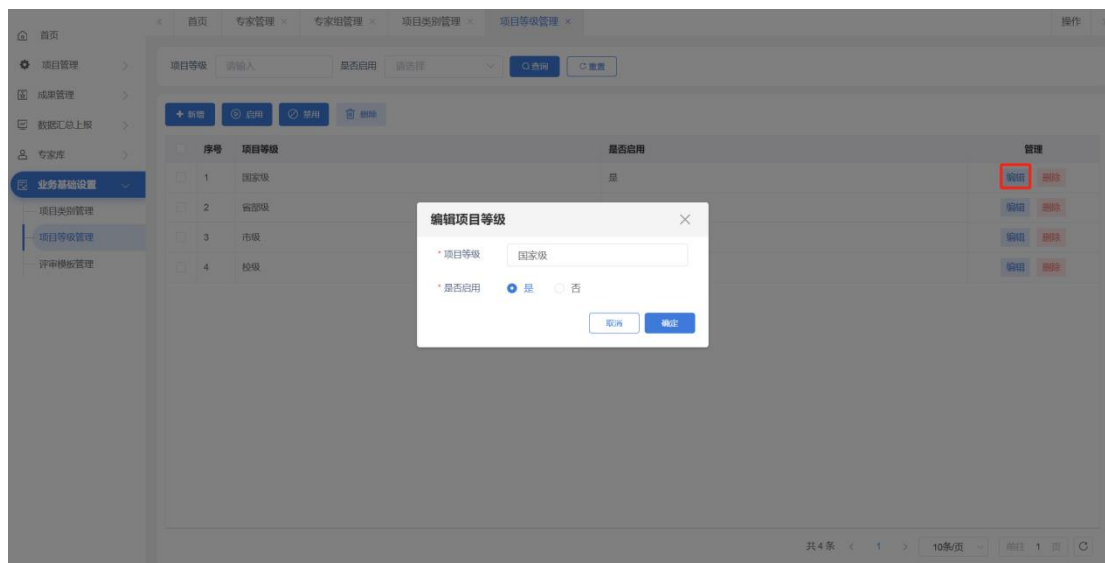 首页 专家管理 × 专家组管理 × 项目类别管理 × 项目等级管理 × 操作
首页
项目管理
成果管理
数据汇总上报
专家库
业务基础设置
项目类别管理
项目等级管理
评审模板管理
项目等级 请输入 是否启用 请选择 查询 重置
+ 新增 启用 禁用 删除
序号 项目等级 是否启用 管理
1 国家级 是 编辑 删除
2 省部级 编辑 删除
3 市级 编辑 删除
4 校级 编辑 删除
编辑项目等级
* 项目等级 国家级
* 是否启用 是 否
取消 确定
共 4 条 < 1 > 10条/页 前往 1 页